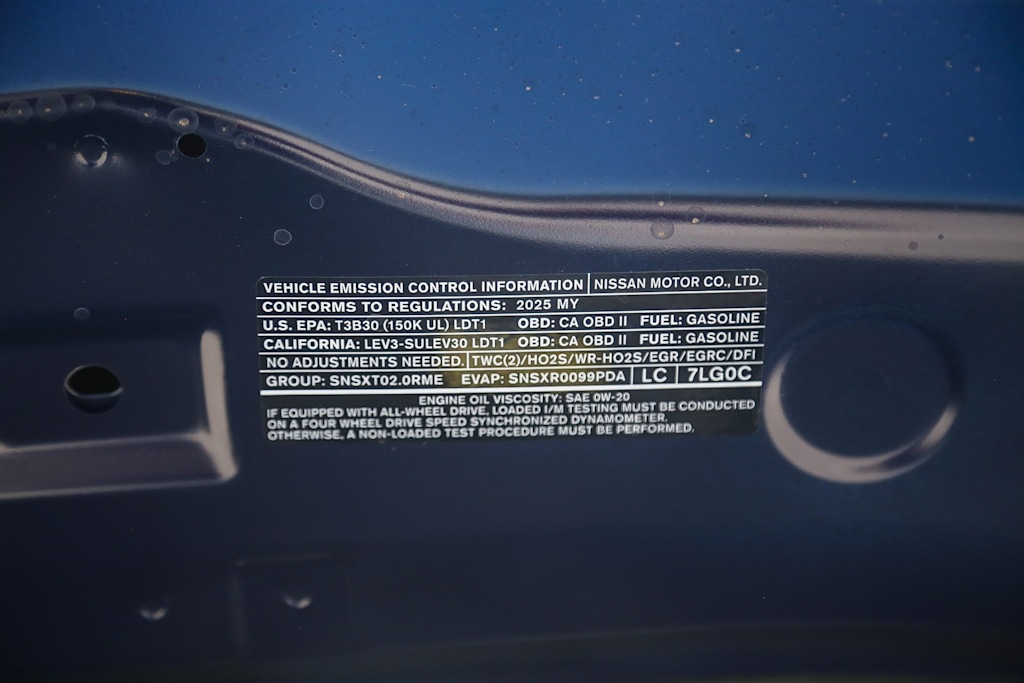 VEHICLE EMISSION CONTROL INFORMATION NISSAN MOTOR CO., LTD.
CONFORMS TO REGULATIONS: 2025 MY
U.S. EPA: T3B30 (150K UL) LDT1 OBD: CA OBD II FUEL: GASOLINE
CALIFORNIA: LEV3-SULEV30 LDT1 OBD: CA OBD II FUEL: GASOLINE
NO ADJUSTMENTS NEEDED. TWC(2)/HO2S/WR-HO2S/EGR/EGRC/DFI
GROUP: SNSXT02.0RME EVAP: SNSXR0099PDA LC 7LG0C
ENGINE OIL VISCOSITY: SAE 0W-20
IF EQUIPPED WITH ALL-WHEEL DRIVE, LOADED I/M TESTING MUST BE CONDUCTED
ON A FOUR WHEEL DRIVE SPEED SYNCHRONIZED DYNAMOMETER.
OTHERWISE, A NON-LOADED TEST PROCEDURE MUST BE PERFORMED.